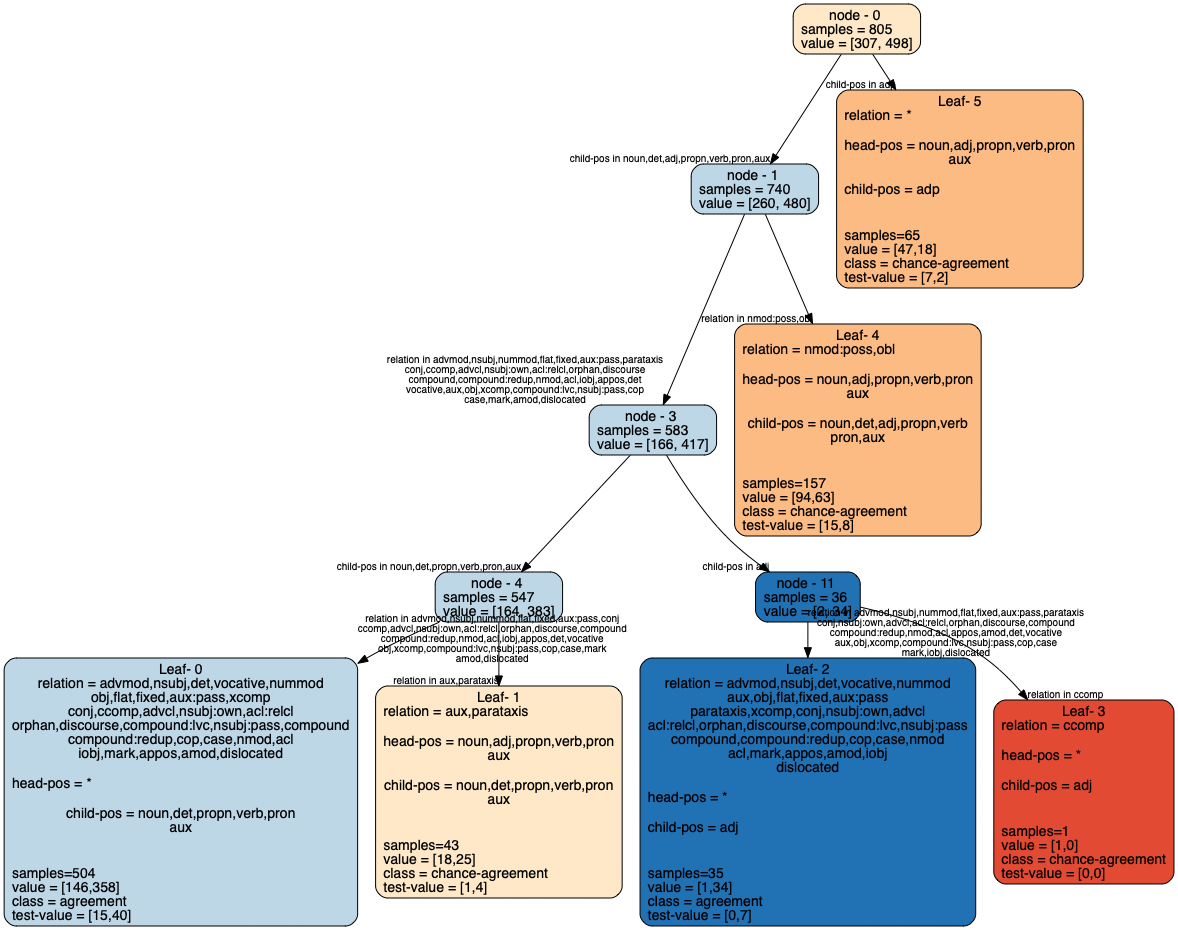 node - 0
samples = 805
value = [307, 498]
child-pos in adp
Leaf- 5
relation = *
head-pos = noun,adj,propn,verb,pron
aux
child-pos = adp
samples=65
value = [47,18]
class = chance-agreement
test-value = [7,2]
child-pos in noun,det,adj,propn,verb,pron,aux
node - 1
samples = 740
value = [260, 480]
relation in nmod:poss,obl
Leaf- 4
relation = nmod:poss,obl
head-pos = noun,adj,propn,verb,pron
aux
child-pos = noun,det,adj,propn,verb
pron,aux
samples=157
value = [94,63]
class = chance-agreement
test-value = [15,8]
relation in advmod,nsubj,nummod,flat,fixed,aux:pass,parataxis
conj,ccomp,advcl,nsubj:own,acl:relcl,orphan,discourse
compound,compound:redup,nmod,acl,iobj,appos,det
vocative,aux,obj,xcomp,compound:lvc,nsubj:pass,cop
case,mark,amod,dislocated
node - 3
samples = 583
value = [166, 417]
child-pos in noun,det,propn,verb,pron,aux
node - 4
samples = 547
value = [164, 383]
child-pos in adj
node - 11
samples = 36
value = [2, 34]
relation in advmod,nsubj,nummod,flat,fixed,aux:pass,conj
ccomp,advcl,nsubj:own,acl:relcl,orphan,discourse,compound
compound:redup,nmod,acl,iobj,appos,det,vocative
obj,xcomp,compound:lvc,nsubj:pass,cop,case,mark
amod,dislocated
relation in advmod,nsubj,nummod,flat,fixed,aux:pass,parataxis
conj,nsubj:own,advcl,acl:relcl,orphan,discourse,compound
compound:redup,nmod,acl,appos,amod,det,vocative
aux,obj,xcomp,compound:lvc,nsubj:pass,cop,case
mark,iobj,dislocated
Leaf- 0
relation = advmod,nsubj,det,vocative,nummod
obj,flat,fixed,aux:pass,xcomp
conj,ccomp,advcl,nsubj:own,acl:relcl
orphan,discourse,compound:lvc,nsubj:pass,compound
compound:redup,cop,case,nmod,acl
iobj,mark,appos,amod,dislocated
head-pos = *
child-pos = noun,det,propn,verb,pron
aux
samples=504
value = [146,358]
class = agreement
test-value = [15,40]
relation in aux,parataxis
Leaf- 1
relation = aux,parataxis
head-pos = noun,adj,propn,verb,pron
aux
child-pos = noun,det,propn,verb,pron
aux
samples=43
value = [18,25]
class = chance-agreement
test-value = [1,4]
Leaf- 2
relation = advmod,nsubj,det,vocative,nummod
aux,obj,flat,fixed,aux:pass
parataxis,xcomp,conj,nsubj:own,advcl
acl:relcl,orphan,discourse,compound:lvc,nsubj:pass
compound,compound:redup,cop,case,nmod
acl,mark,appos,amod,iobj
dislocated
head-pos = *
child-pos = adj
samples=35
value = [1,34]
class = agreement
test-value = [0,7]
relation in ccomp
Leaf- 3
relation = ccomp
head-pos = *
child-pos = adj
samples=1
value = [1,0]
class = chance-agreement
test-value = [0,0]